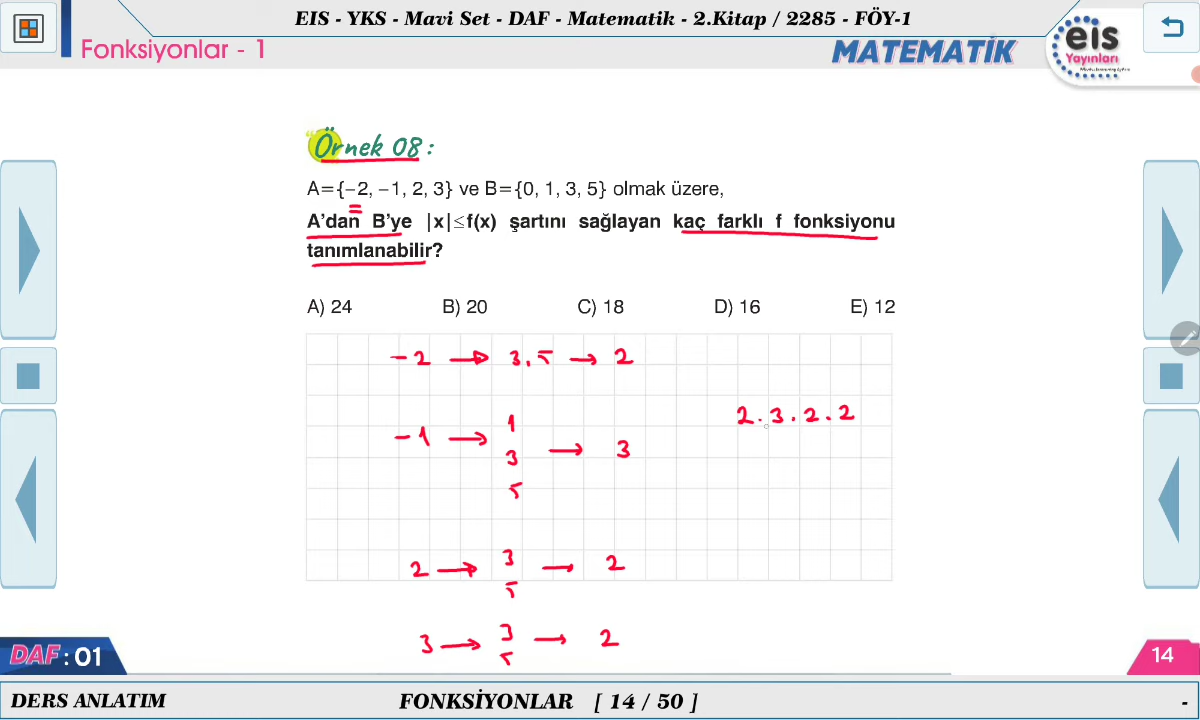 EIS - YKS - Mavi Set - DAF - Matematik - 2.Kitap / 2285 - FÖY-1
Fonksiyonlar - 1
MATEMATİK
eis
Yayınları
Örnek 08 :
A={−2, −1, 2, 3} ve B={0, 1, 3, 5} olmak üzere,
A'dan B'ye |x|≤f(x) şartını sağlayan kaç farklı f fonksiyonu
tanımlanabilir?
A) 24 B) 20 C) 18 D) 16 E) 12
-2 → 3,5 → 2
2.3.2.2
1
-1 → 3 → 3
5
2 → 3 → 2
5
3 → 3 → 2
5
DAF : 01
14
DERS ANLATIM FONKSİYONLAR [ 14 / 50 ] -